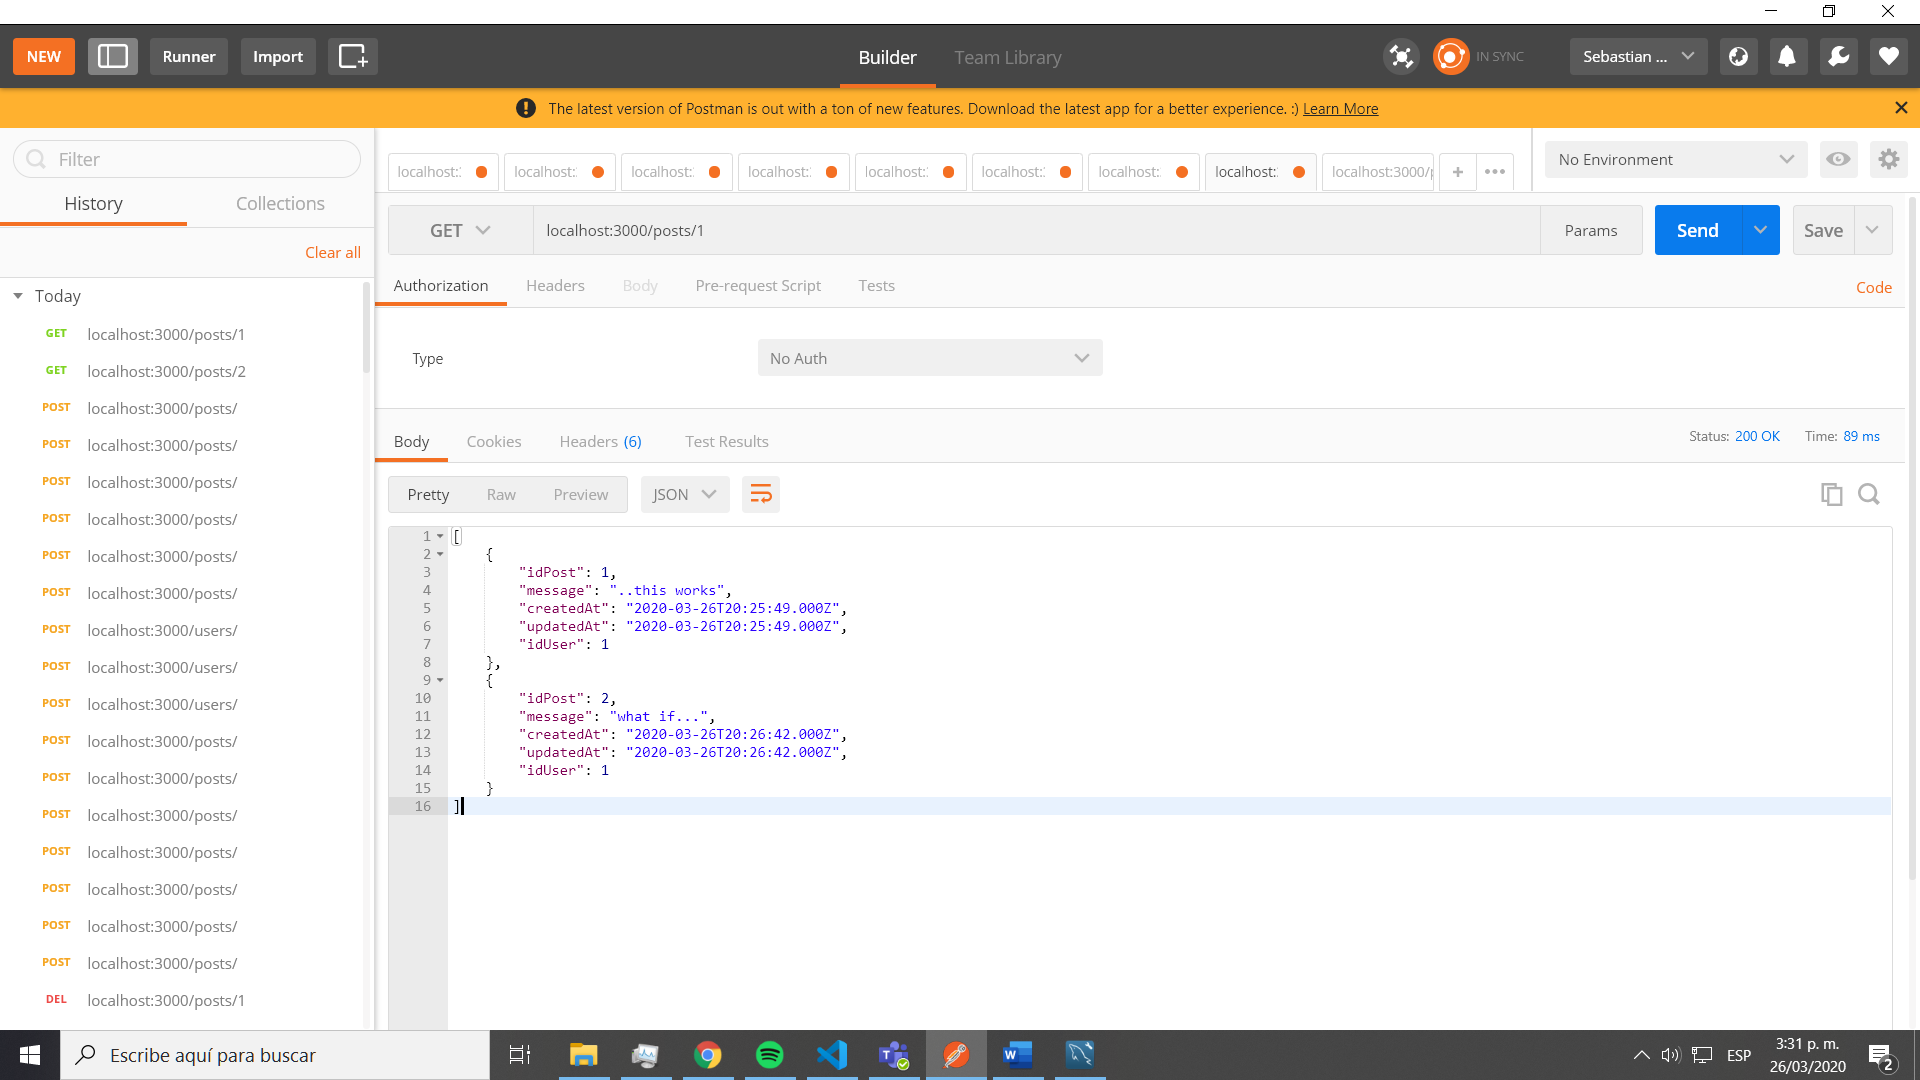 NEW
Runner
Import
Builder
Team Library
IN SYNC
Sebastian ...
The latest version of Postman is out with a ton of new features. Download the latest app for a better experience. :) Learn More
Filter
History
Collections
Clear all
Today
GET localhost:3000/posts/1
GET localhost:3000/posts/2
POST localhost:3000/posts/
POST localhost:3000/posts/
POST localhost:3000/posts/
POST localhost:3000/posts/
POST localhost:3000/posts/
POST localhost:3000/posts/
POST localhost:3000/users/
POST localhost:3000/users/
POST localhost:3000/users/
POST localhost:3000/posts/
POST localhost:3000/posts/
POST localhost:3000/posts/
POST localhost:3000/posts/
POST localhost:3000/posts/
POST localhost:3000/posts/
POST localhost:3000/posts/
DEL localhost:3000/posts/1
localhost: localhost: localhost: localhost: localhost: localhost: localhost: localhost: localhost:3000/p
No Environment
GET localhost:3000/posts/1 Params Send Save
Authorization Headers Body Pre-request Script Tests Code
Type No Auth
Body Cookies Headers (6) Test Results Status: 200 OK Time: 89 ms
Pretty Raw Preview JSON
1 [
2 {
3 "idPost": 1,
4 "message": "..this works",
5 "createdAt": "2020-03-26T20:25:49.000Z",
6 "updatedAt": "2020-03-26T20:25:49.000Z",
7 "idUser": 1
8 },
9 {
10 "idPost": 2,
11 "message": "what if...",
12 "createdAt": "2020-03-26T20:26:42.000Z",
13 "updatedAt": "2020-03-26T20:26:42.000Z",
14 "idUser": 1
15 }
16 ]
Escribe aquí para buscar
ESP
3:31 p. m.
26/03/2020
2